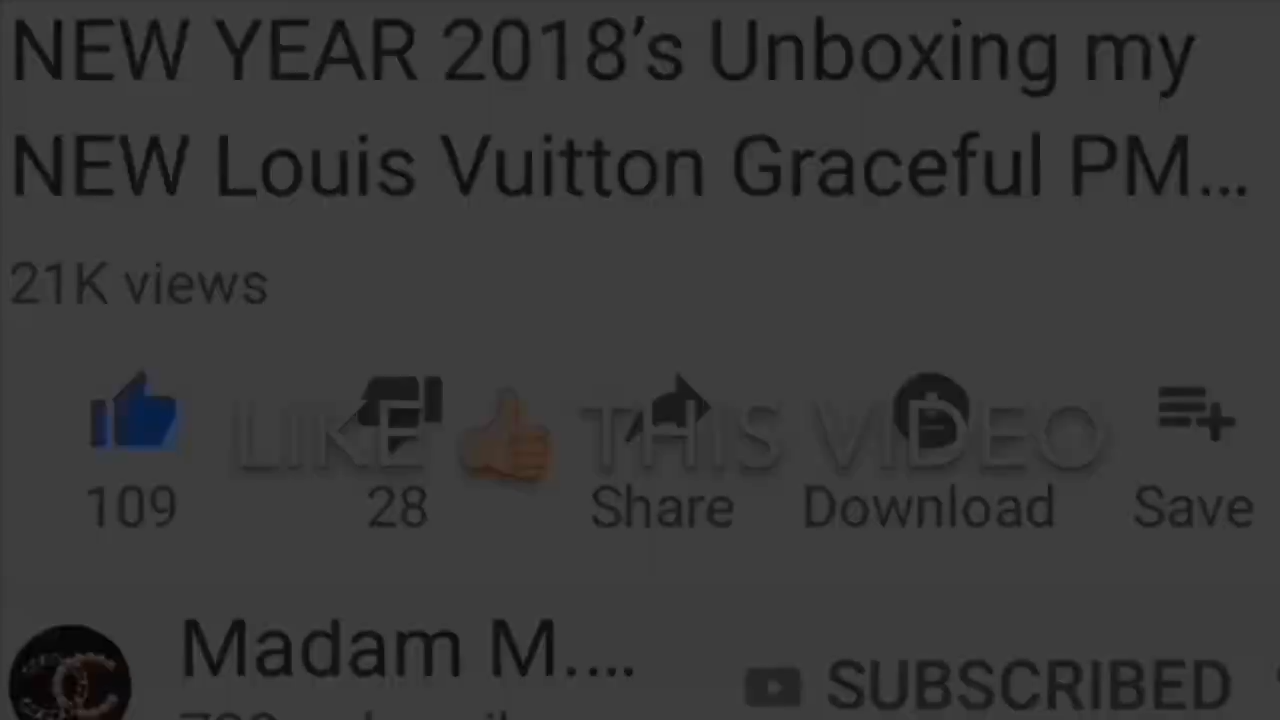 NEW YEAR 2018’s Unboxing my
NEW Louis Vuitton Graceful PM...
21K views
LIKE 👍 THIS VIDEO
109 28 Share Download Save
Madam M....
SUBSCRIBED